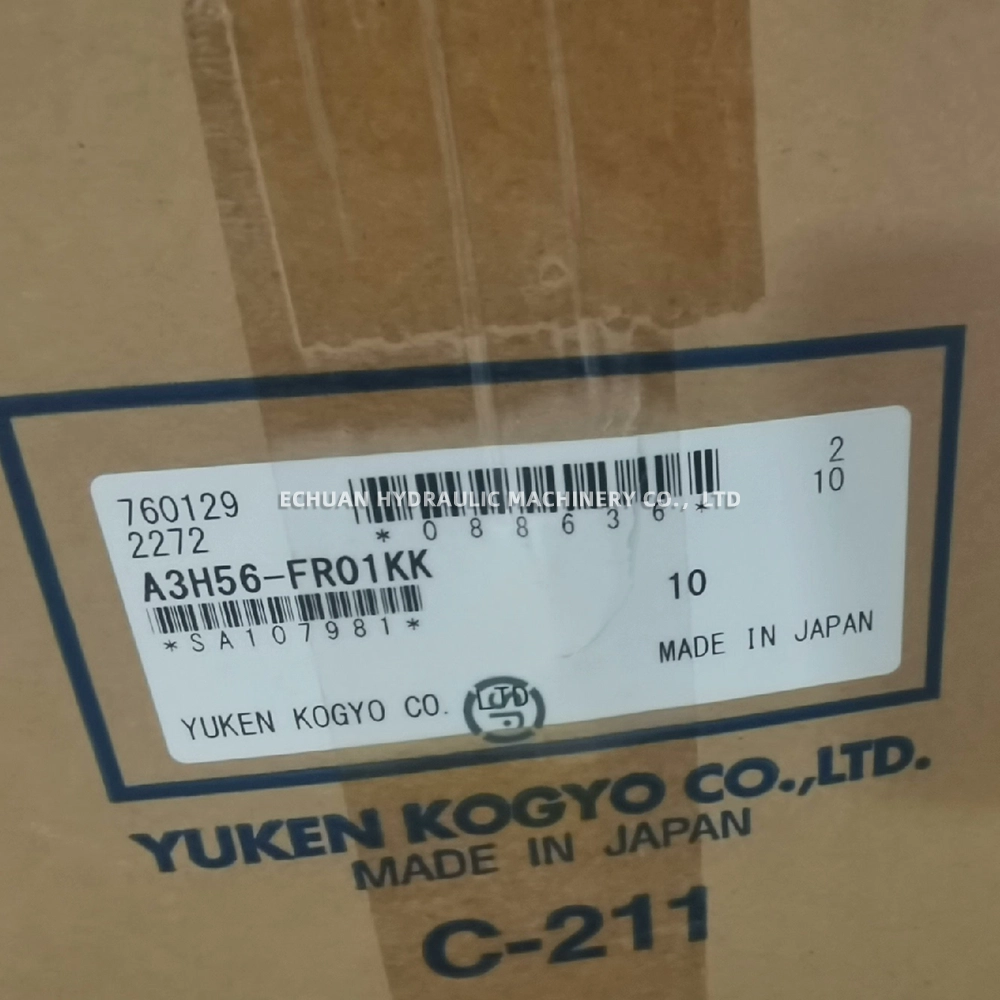 760129
2
2272
10
ECHUAN HYDRAULIC MACHINERY CO., LTD
*088636*
A3H56-FR01KK
10
*SA107981*
MADE IN JAPAN
YUKEN KOGYO CO. LTD
YUKEN KOGYO CO.,LTD.
MADE IN JAPAN
C-211